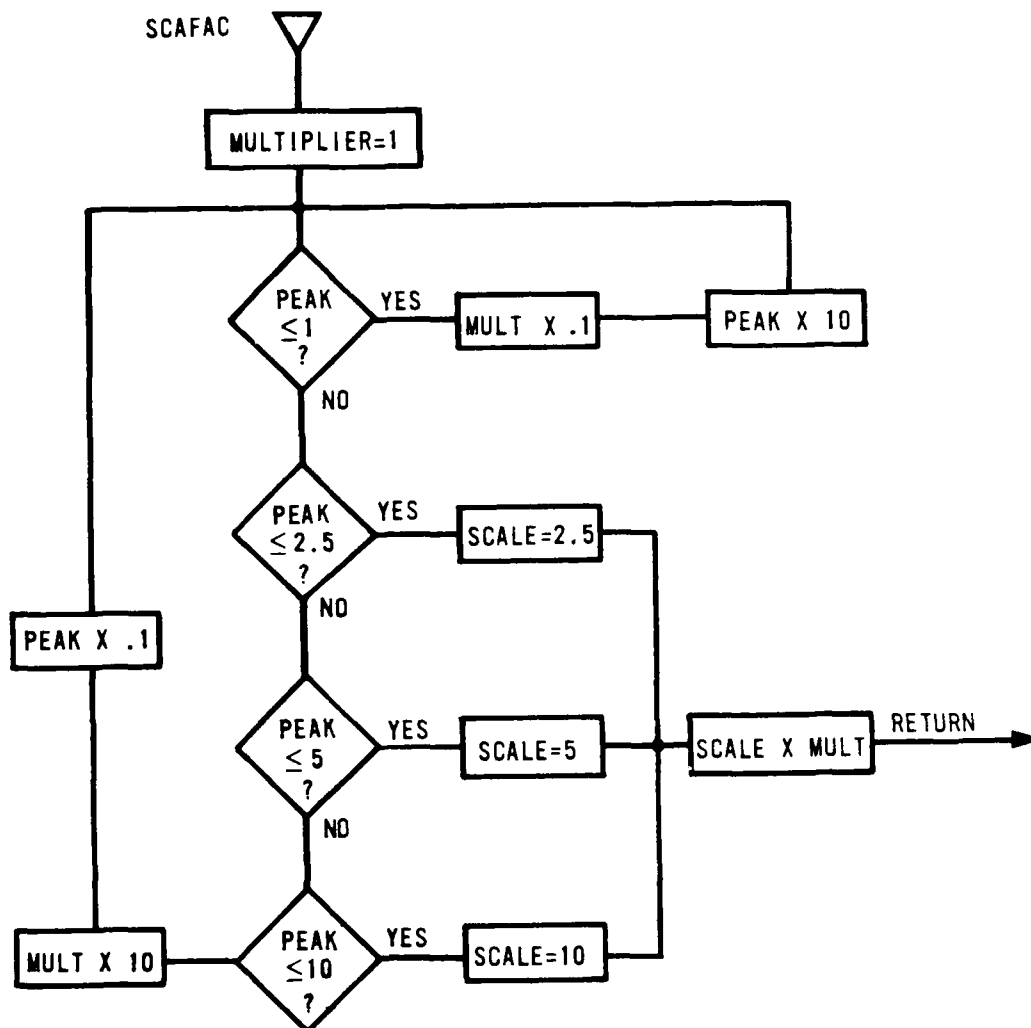 SCAFAC
MULTIPLIER=1
PEAK
≤1
?
YES
MULT X .1
PEAK X 10
NO
PEAK
≤2.5
?
YES
SCALE=2.5
NO
PEAK X .1
PEAK
≤5
?
YES
SCALE=5
SCALE X MULT
RETURN
NO
MULT X 10
PEAK
≤10
?
YES
SCALE=10